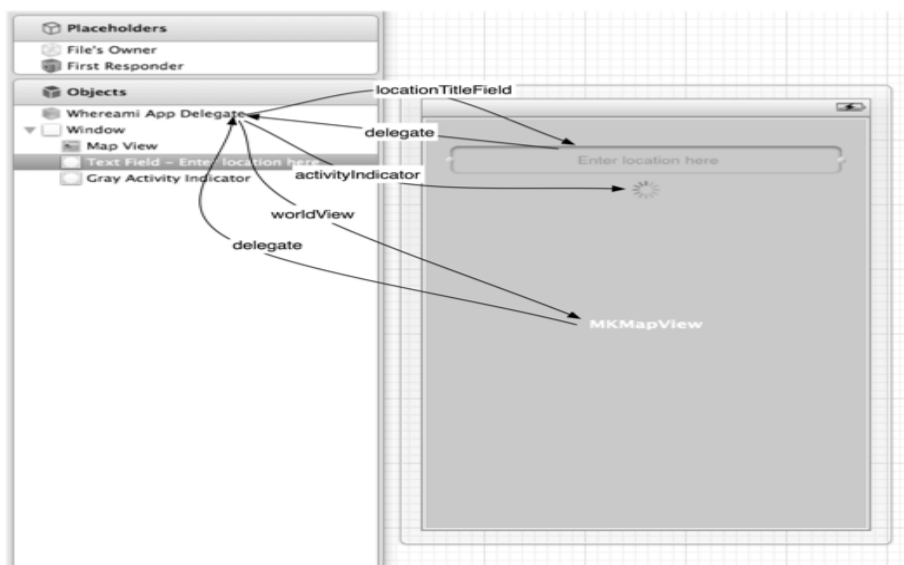 Placeholders
File's Owner
First Responder
Objects
Whereami App Delegate
Window
Map View
Text Field – Enter location here
Gray Activity Indicator
locationTitleField
delegate
Enter location here
activityIndicator
worldView
delegate
MKMapView